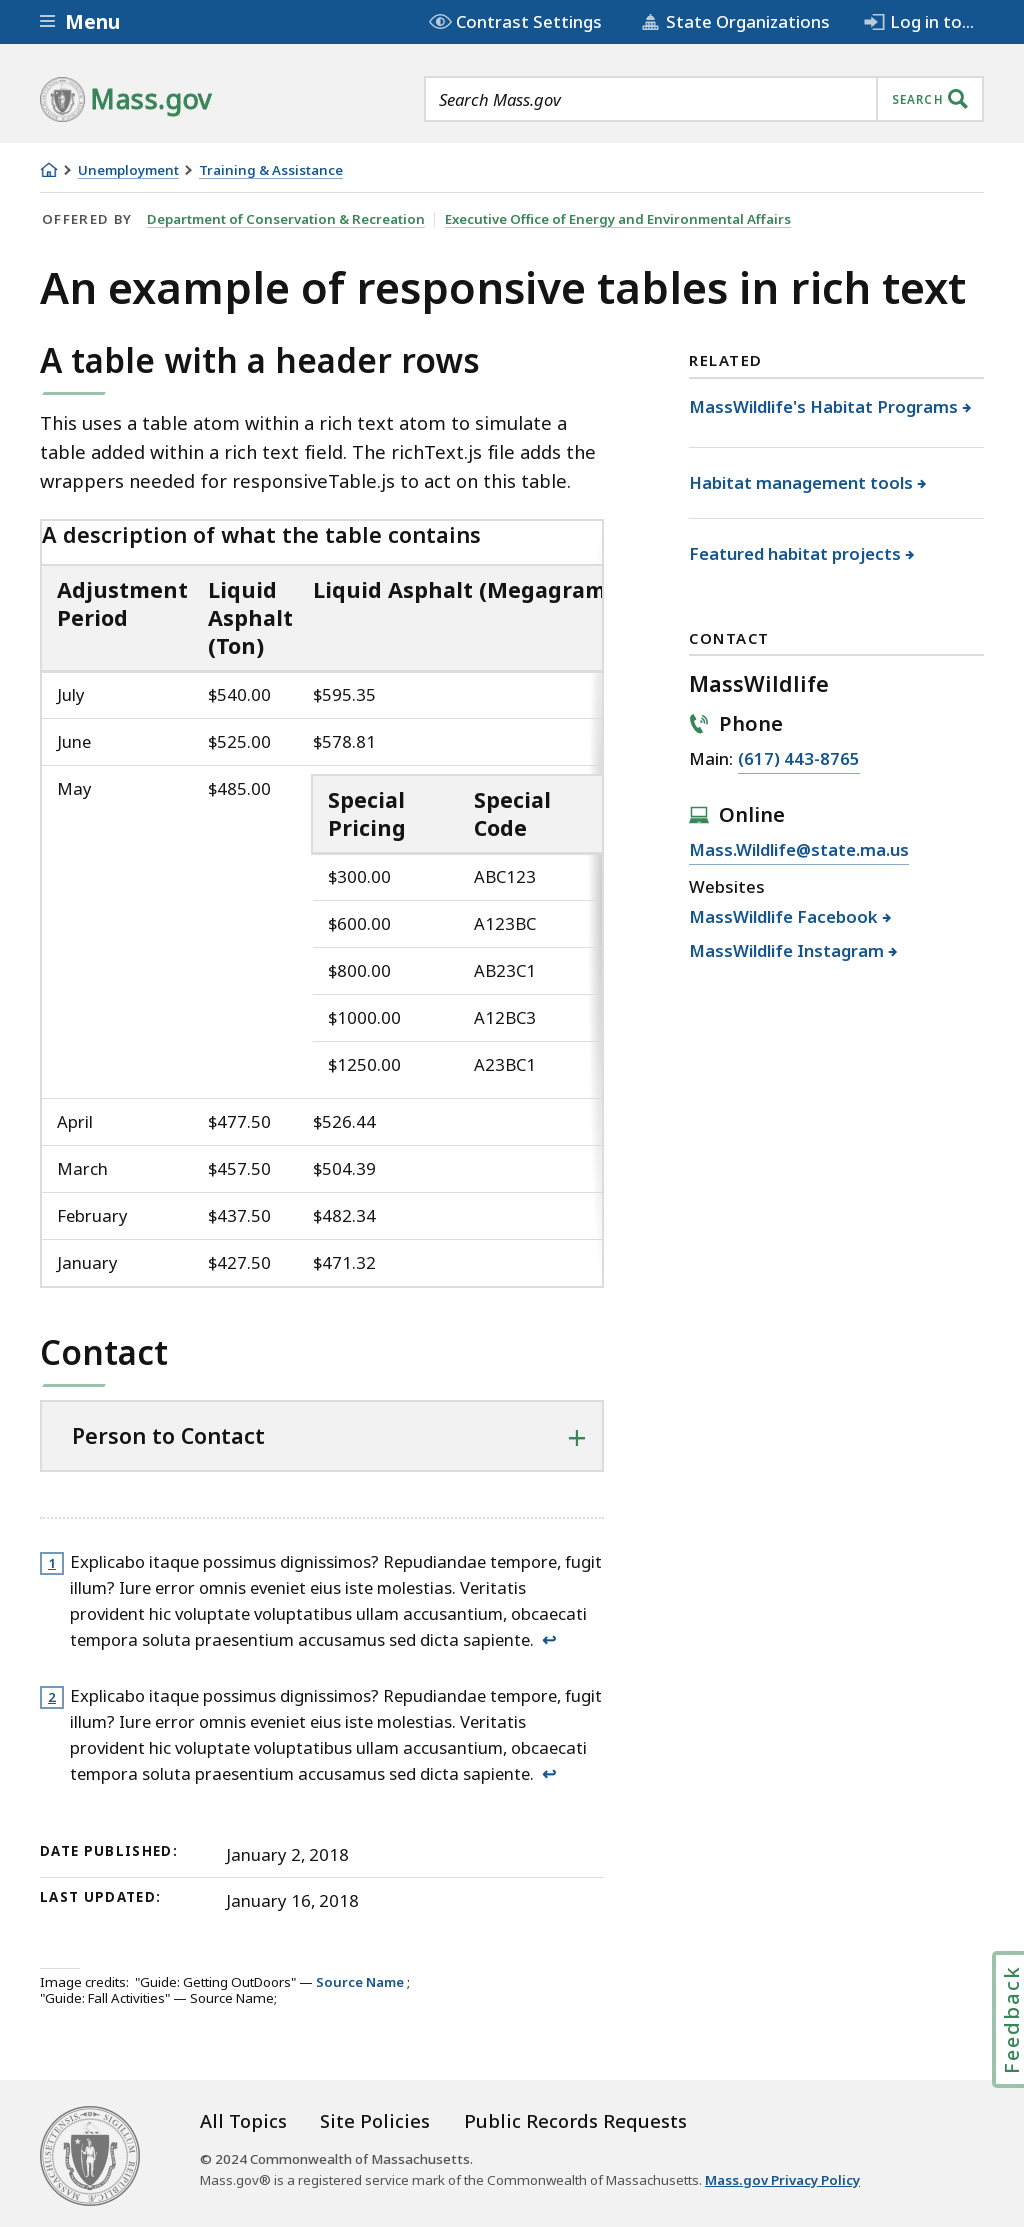 Menu
Contrast Settings
State Organizations
Log in to...
Mass.gov
Search Mass.gov
SEARCH
Unemployment
Training & Assistance
OFFERED BY Department of Conservation & Recreation Executive Office of Energy and Environmental Affairs
An example of responsive tables in rich text
A table with a header rows
This uses a table atom within a rich text atom to simulate a
table added within a rich text field. The richText.js file adds the
wrappers needed for responsiveTable.js to act on this table.
A description of what the table contains
Adjustment Period
Liquid Asphalt (Ton)
Liquid Asphalt (Megagram
July $540.00 $595.35
June $525.00 $578.81
May $485.00
Special Pricing
Special Code
$300.00 ABC123
$600.00 A123BC
$800.00 AB23C1
$1000.00 A12BC3
$1250.00 A23BC1
April $477.50 $526.44
March $457.50 $504.39
February $437.50 $482.34
January $427.50 $471.32
RELATED
MassWildlife's Habitat Programs
Habitat management tools
Featured habitat projects
CONTACT
MassWildlife
Phone
Main: (617) 443-8765
Online
Mass.Wildlife@state.ma.us
Websites
MassWildlife Facebook
MassWildlife Instagram
Contact
Person to Contact
1 Explicabo itaque possimus dignissimos? Repudiandae tempore, fugit
illum? Iure error omnis eveniet eius iste molestias. Veritatis
provident hic voluptate voluptatibus ullam accusantium, obcaecati
tempora soluta praesentium accusamus sed dicta sapiente. ↩
2 Explicabo itaque possimus dignissimos? Repudiandae tempore, fugit
illum? Iure error omnis eveniet eius iste molestias. Veritatis
provident hic voluptate voluptatibus ullam accusantium, obcaecati
tempora soluta praesentium accusamus sed dicta sapiente. ↩
DATE PUBLISHED: January 2, 2018
LAST UPDATED: January 16, 2018
Image credits: "Guide: Getting OutDoors" — Source Name ;
"Guide: Fall Activities" — Source Name;
Feedback
All Topics
Site Policies
Public Records Requests
© 2024 Commonwealth of Massachusetts.
Mass.gov® is a registered service mark of the Commonwealth of Massachusetts. Mass.gov Privacy Policy